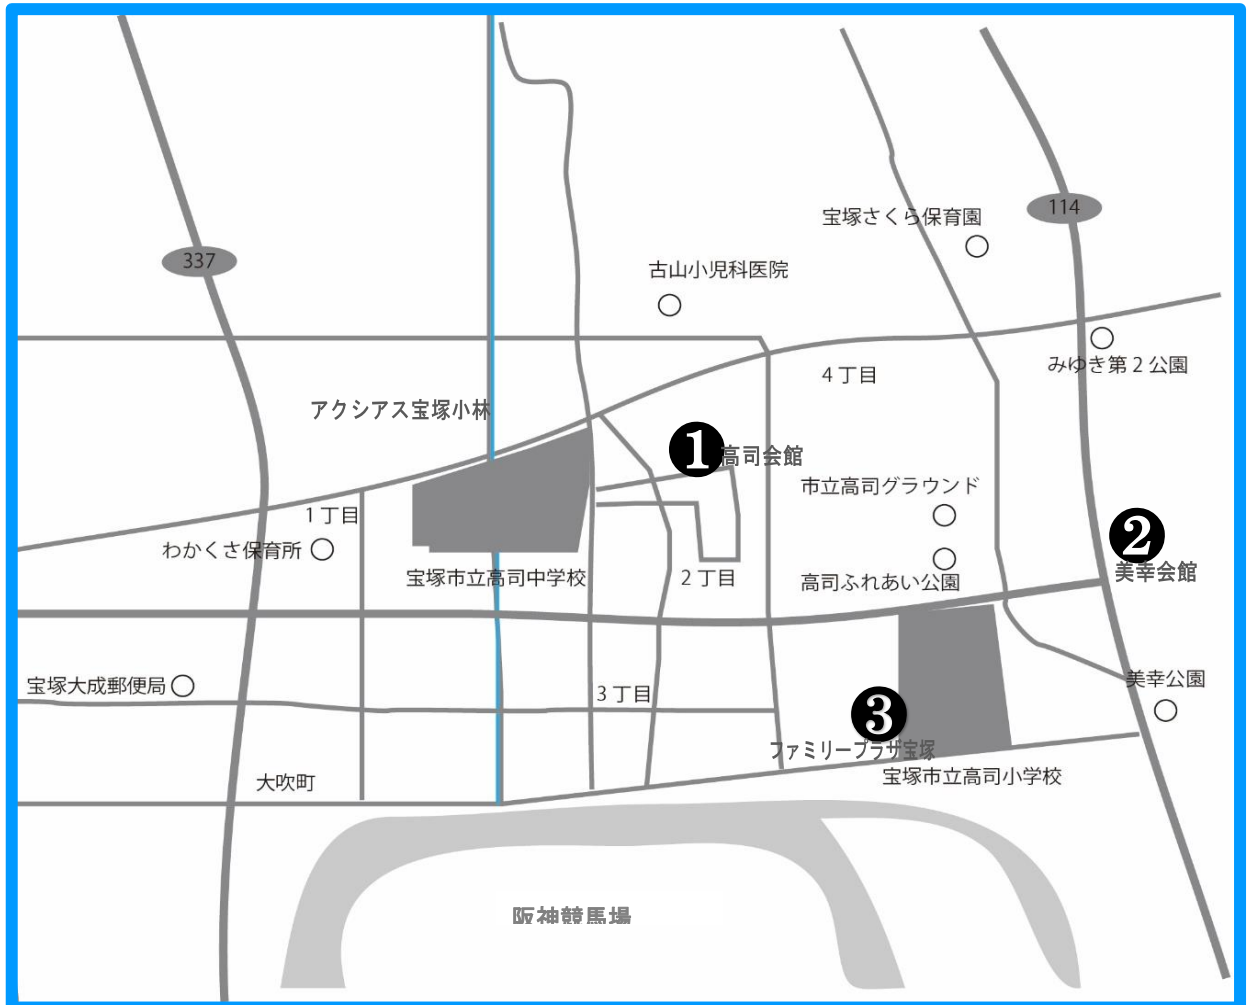 宝塚さくら保育園
114
337
古山小児科医院
みゆき第2公園
4丁目
アクシアス宝塚小林
❶
高司会館
市立高司グラウンド
1丁目
❷
わかくさ保育所
宝塚市立高司中学校
2丁目
高司ふれあい公園
美幸会館
宝塚大成郵便局
3丁目
美幸公園
❸
ファミリープラザ宝塚
大吹町
宝塚市立高司小学校
阪神競馬場